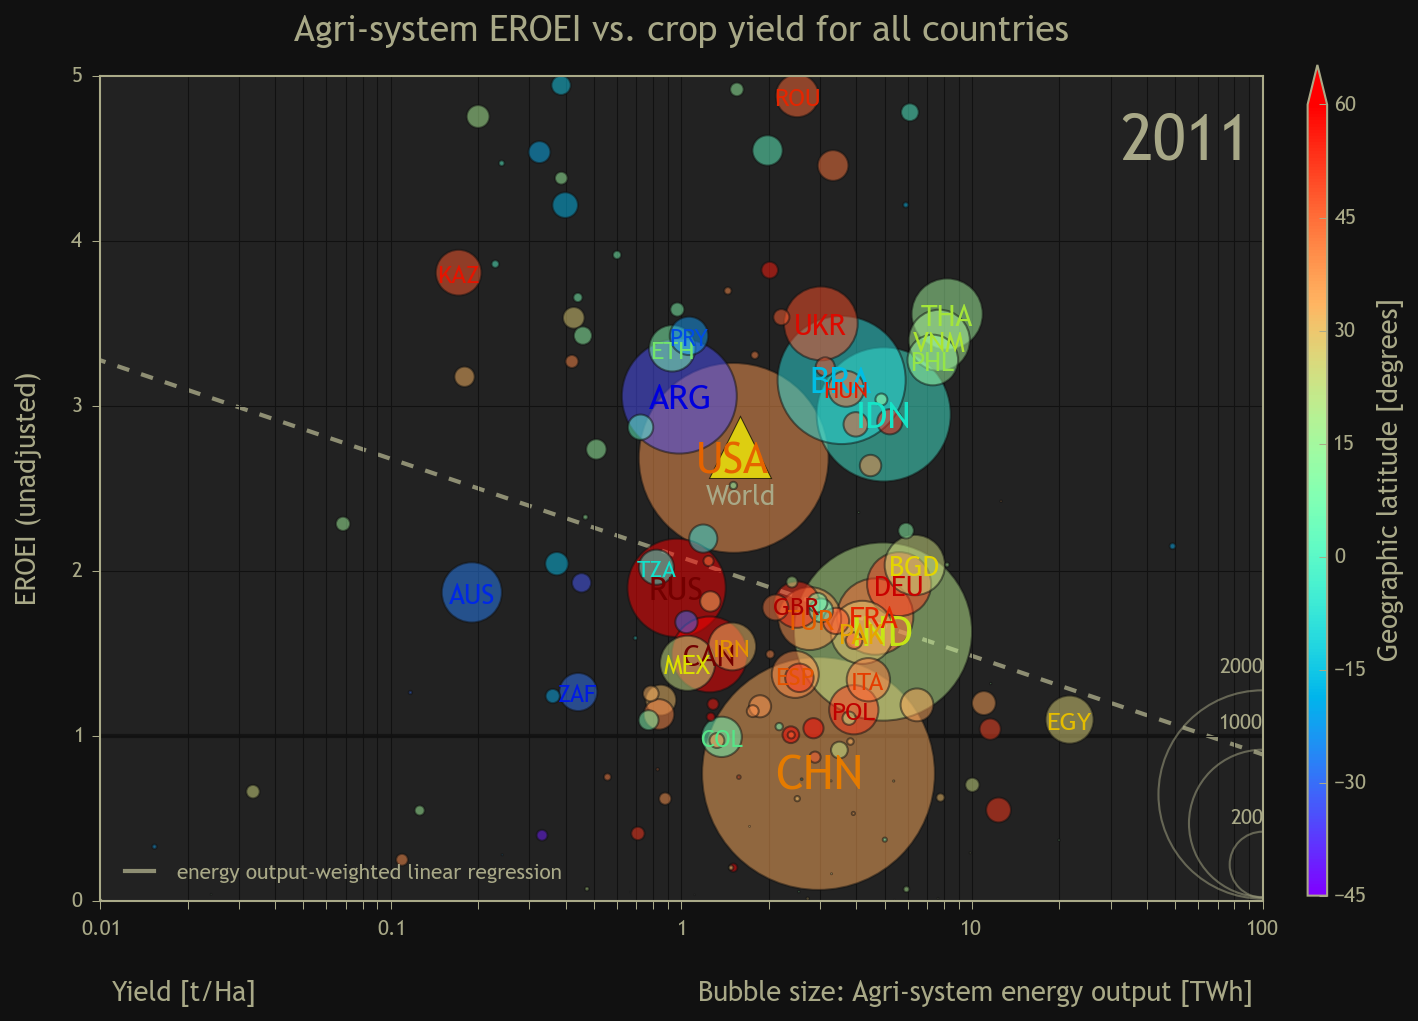 Agri-system EROEI vs. crop yield for all countries
2011
EROEI (unadjusted)
5
4
3
2
1
0
0.01
0.1
1
10
100
Yield [t/Ha]
Bubble size: Agri-system energy output [TWh]
energy output-weighted linear regression
Geographic latitude [degrees]
60
45
30
15
0
−15
−30
−45
2000
1000
200
ROU
KAZ
THA
UKR
VNM
PRY
ETH
PHL
BRA
HUN
ARG
IDN
USA
World
TZA
BGD
AUS
RUS
DEU
GBR
FRA
TUR
PAK
IND
IRN
CAN
MEX
ESP
ITA
ZAF
POL
EGY
COL
CHN